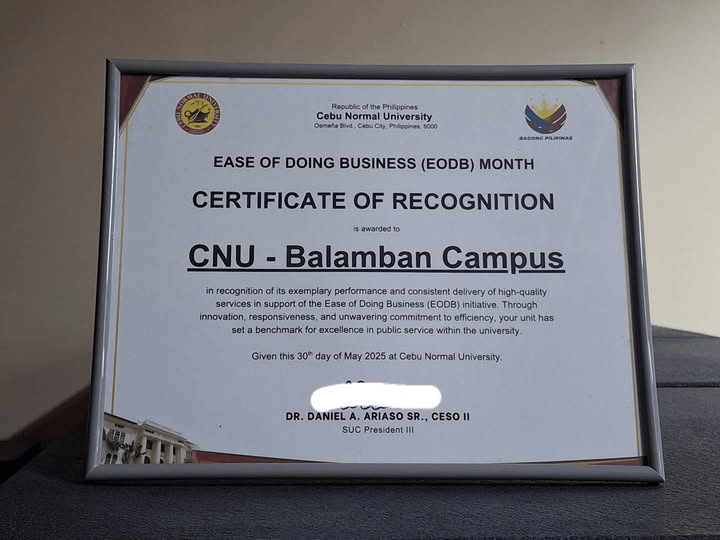 CEBU NORMAL UNIVERSITY
Republic of the Philippines
Cebu Normal University
Osmeña Blvd., Cebu City, Philippines, 6000
BAGONG PILIPINAS
EASE OF DOING BUSINESS (EODB) MONTH
CERTIFICATE OF RECOGNITION
is awarded to
CNU - Balamban Campus
in recognition of its exemplary performance and consistent delivery of high-quality
services in support of the Ease of Doing Business (EODB) initiative. Through
innovation, responsiveness, and unwavering commitment to efficiency, your unit has
set a benchmark for excellence in public service within the university.
Given this 30th day of May 2025 at Cebu Normal University.
DR. DANIEL A. ARIASO SR., CESO II
SUC President III